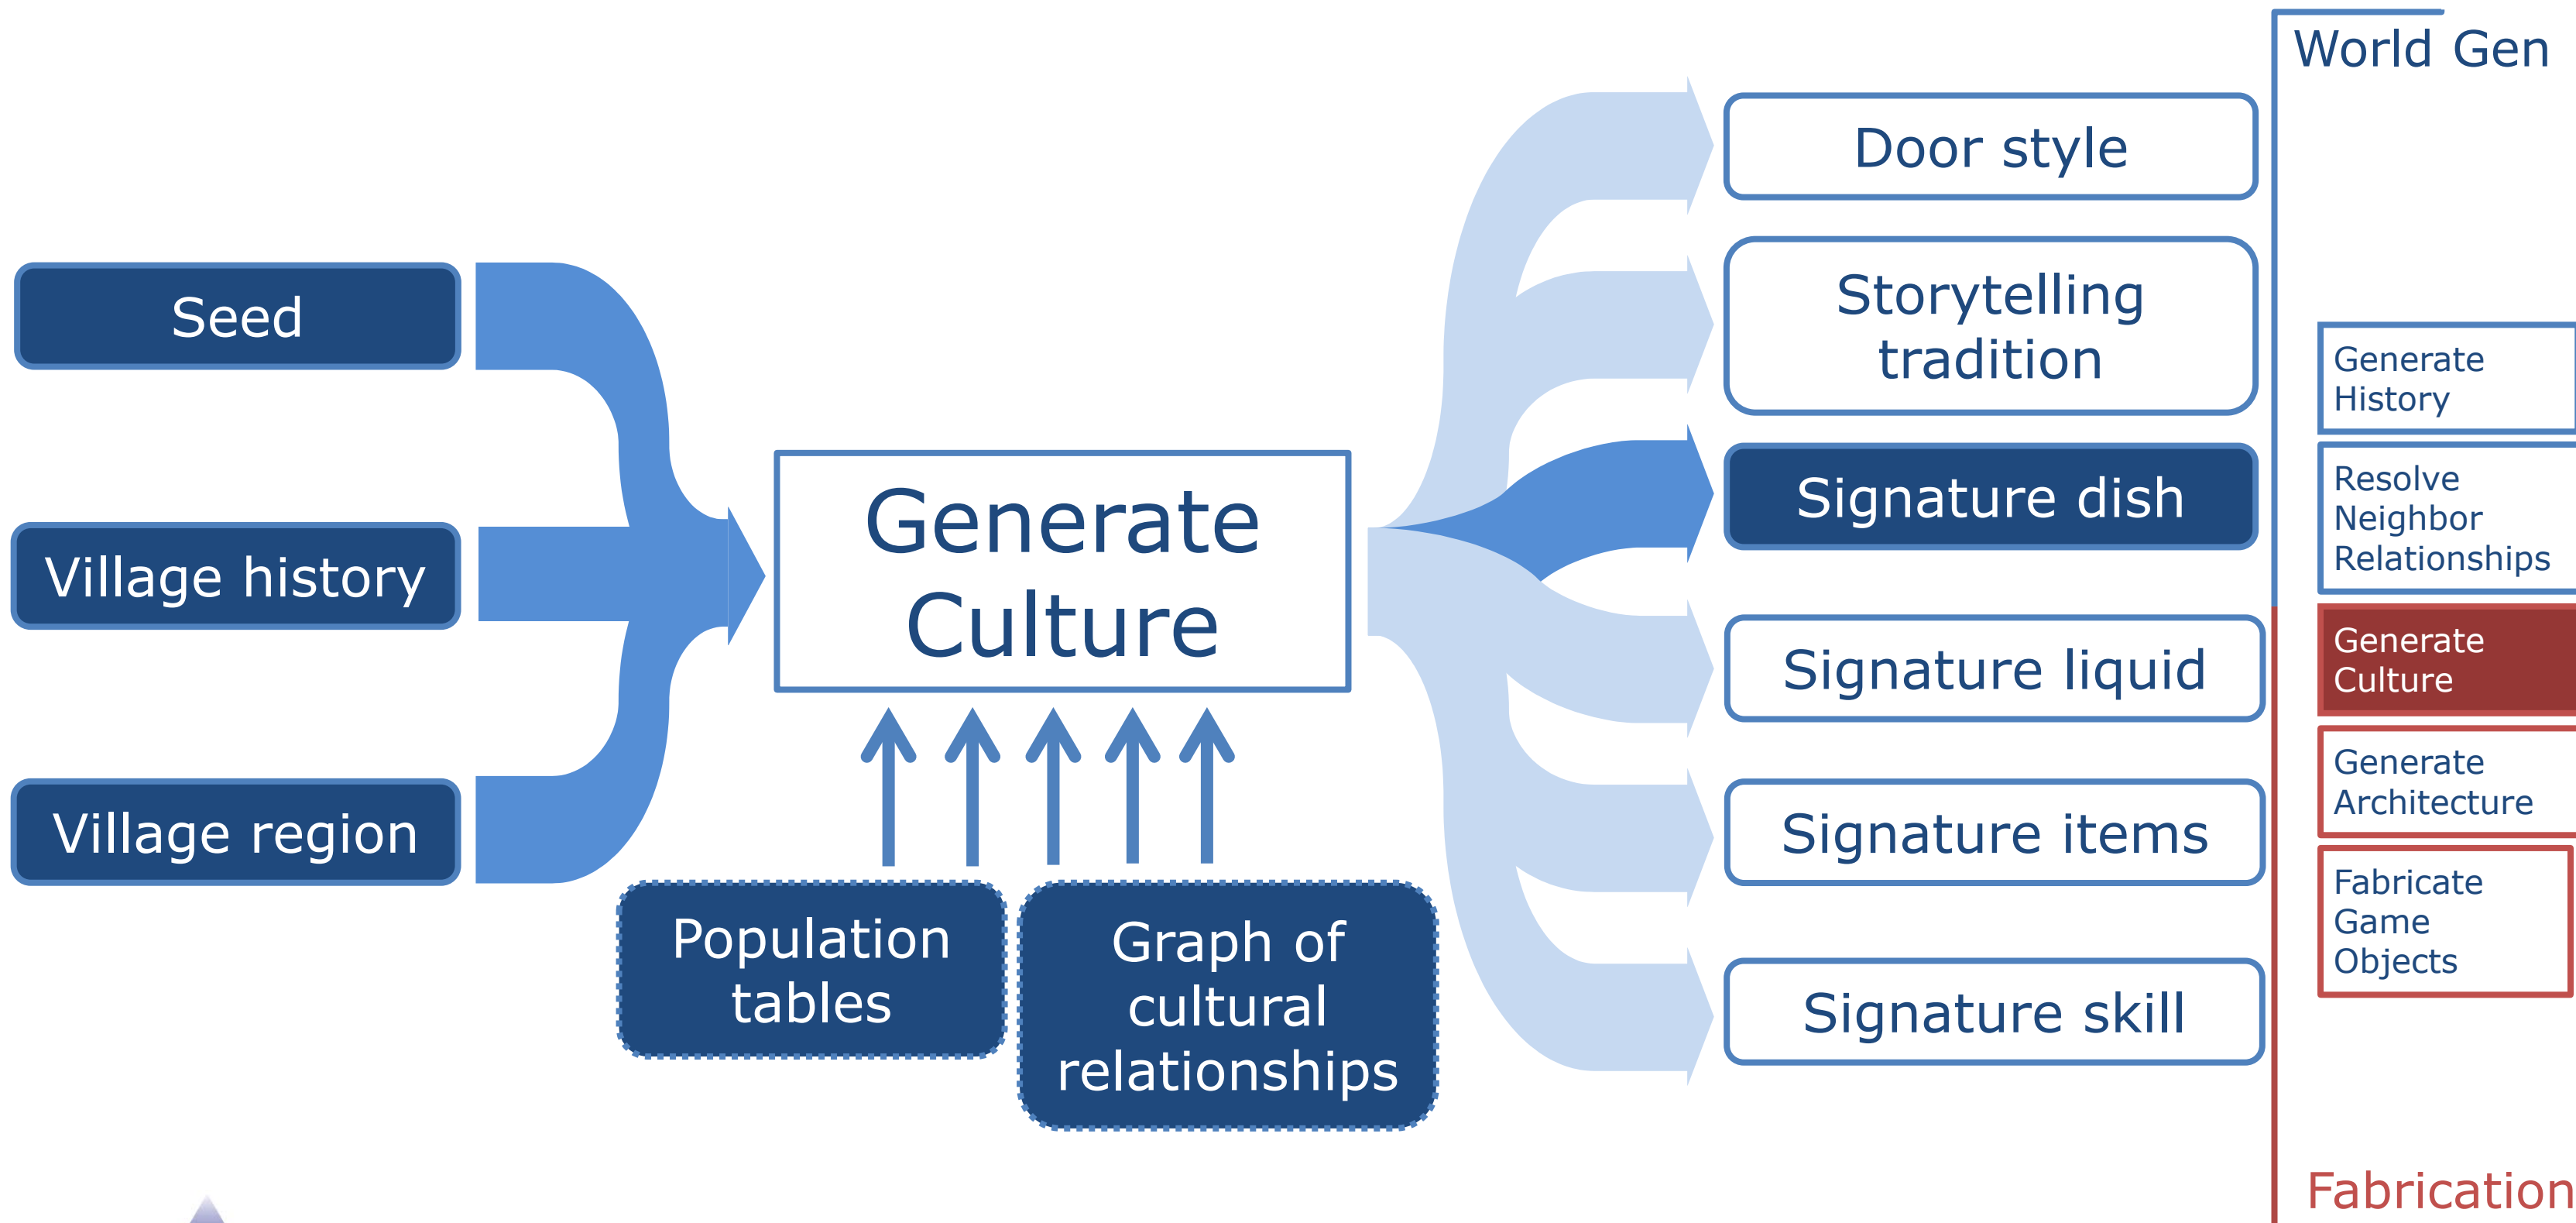 World Gen
Door style
Storytelling
tradition
Seed
Signature dish
Generate
Culture
Village history
Signature liquid
Village region
Signature items
Population
tables
Graph of
cultural
relationships
Signature skill
Generate
History
Resolve
Neighbor
Relationships
Generate
Culture
Generate
Architecture
Fabricate
Game
Objects
Fabrication